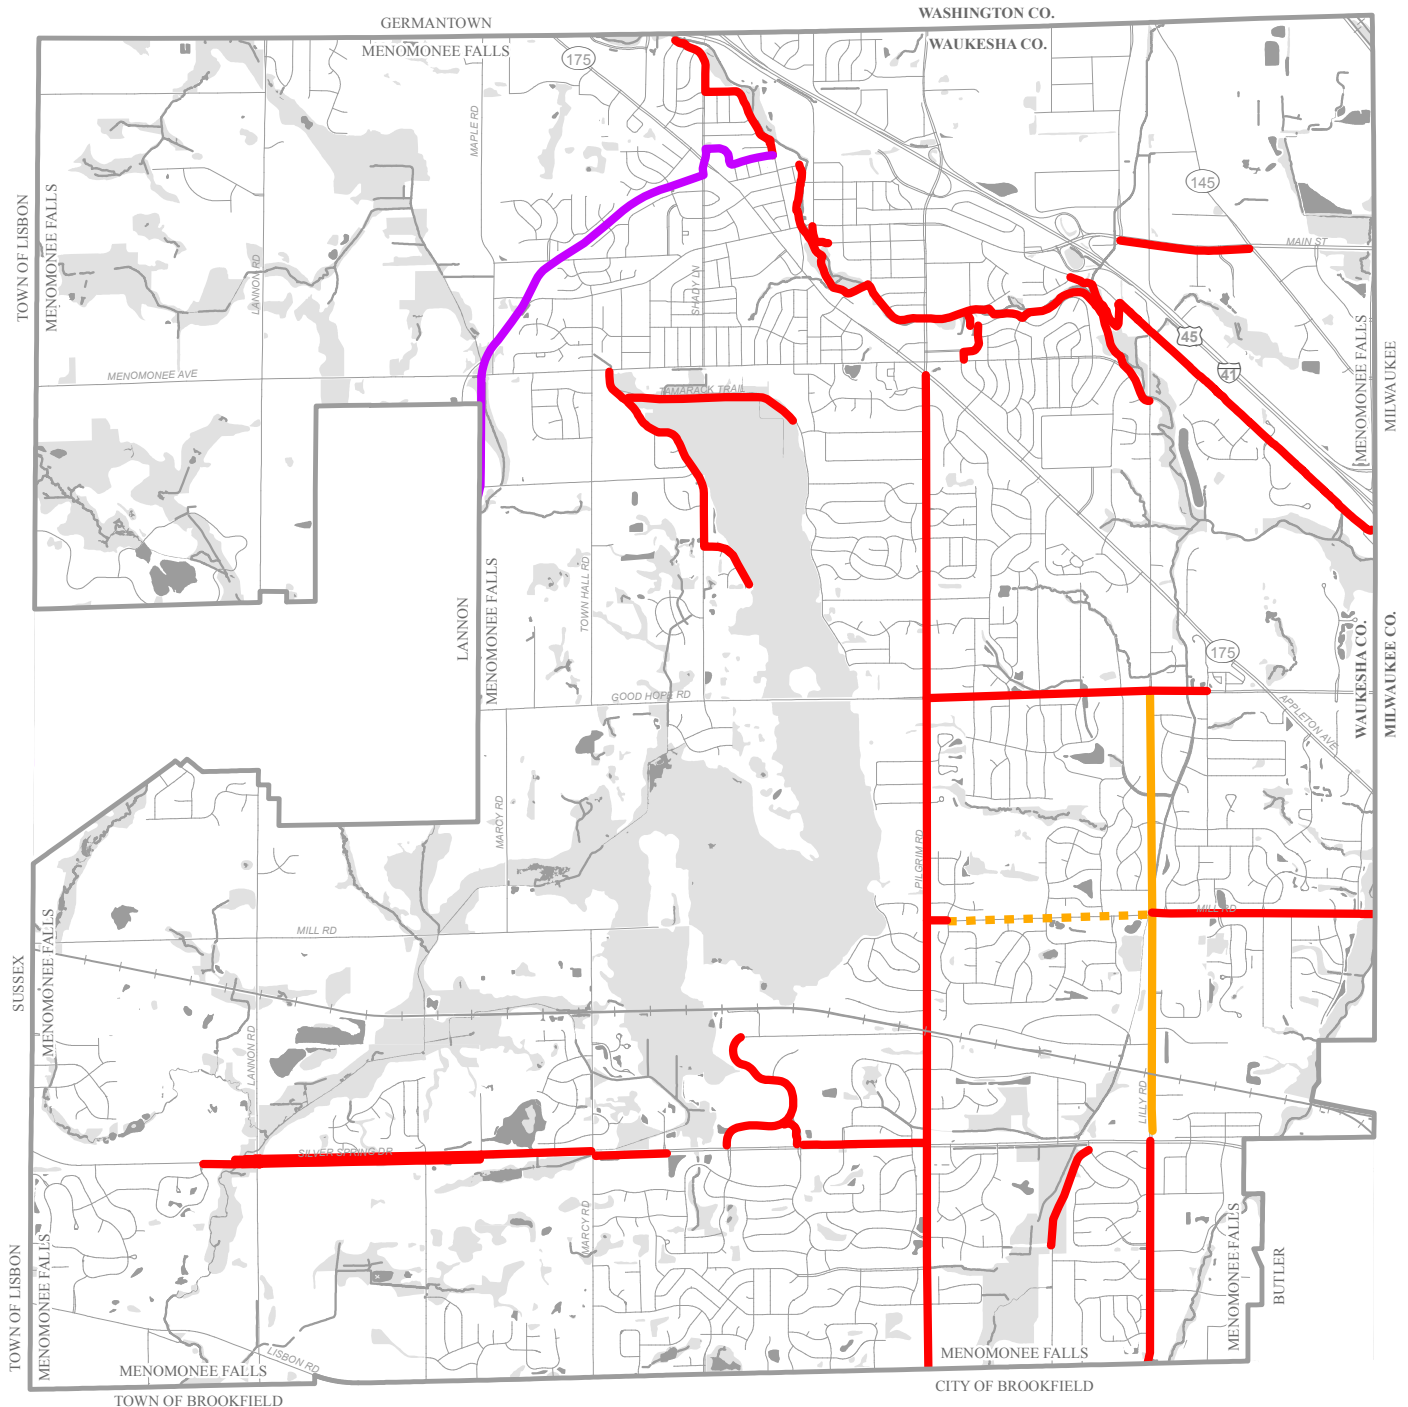 WASHINGTON CO.
GERMANTOWN
MENOMONEE FALLS
WAUKESHA CO.
175
MAPLE RD
145
TOWN OF LISBON
MENOMONEE FALLS
LANNON RD
SHADY LN
MAIN ST
45
41
MENOMONEE FALLS
MILWAUKEE
MENOMONEE AVE
TAMARACK TRAIL
LANNON
MENOMONEE FALLS
TOWN HALL RD
175
WAUKESHA CO.
MILWAUKEE CO.
GOOD HOPE RD
APPLETON AVE
MARCY RD
PILGRIM RD
MILL RD
MILL RD
SUSSEX
MENOMONEE FALLS
LANNON RD
LILLY RD
SILVER SPRING DR
MARCY RD
TOWN OF LISBON
MENOMONEE FALLS
MENOMONEE FALLS
BUTLER
LISBON RD
MENOMONEE FALLS
MENOMONEE FALLS
TOWN OF BROOKFIELD
CITY OF BROOKFIELD